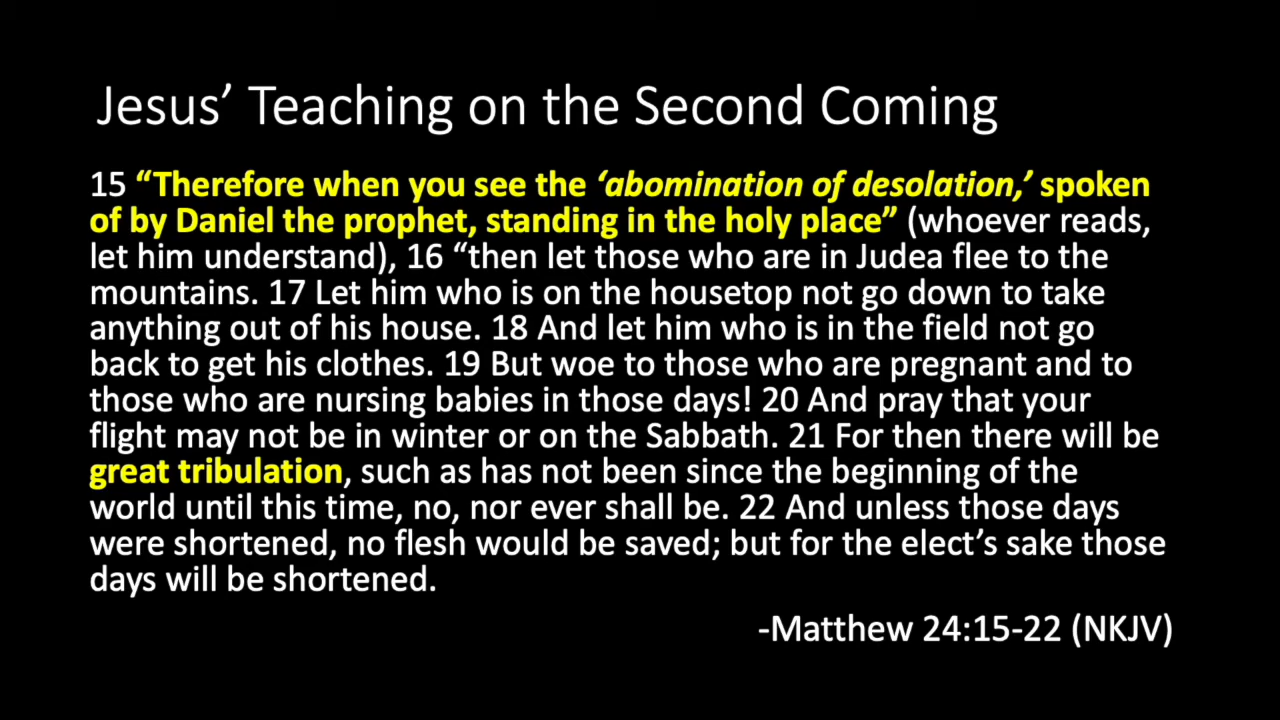 Jesus’ Teaching on the Second Coming
15 “Therefore when you see the ‘abomination of desolation,’ spoken
of by Daniel the prophet, standing in the holy place” (whoever reads,
let him understand), 16 “then let those who are in Judea flee to the
mountains. 17 Let him who is on the housetop not go down to take
anything out of his house. 18 And let him who is in the field not go
back to get his clothes. 19 But woe to those who are pregnant and to
those who are nursing babies in those days! 20 And pray that your
flight may not be in winter or on the Sabbath. 21 For then there will be
great tribulation, such as has not been since the beginning of the
world until this time, no, nor ever shall be. 22 And unless those days
were shortened, no flesh would be saved; but for the elect’s sake those
days will be shortened.
-Matthew 24:15-22 (NKJV)